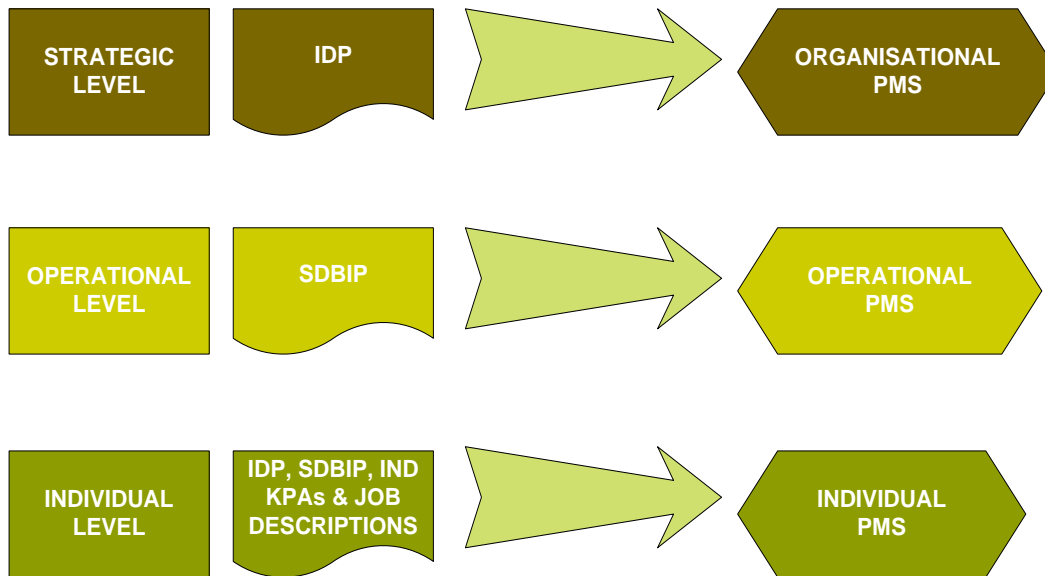 STRATEGIC
LEVEL
IDP
ORGANISATIONAL
PMS
OPERATIONAL
LEVEL
SDBIP
OPERATIONAL
PMS
INDIVIDUAL
LEVEL
IDP, SDBIP, IND
KPAs & JOB
DESCRIPTIONS
INDIVIDUAL
PMS